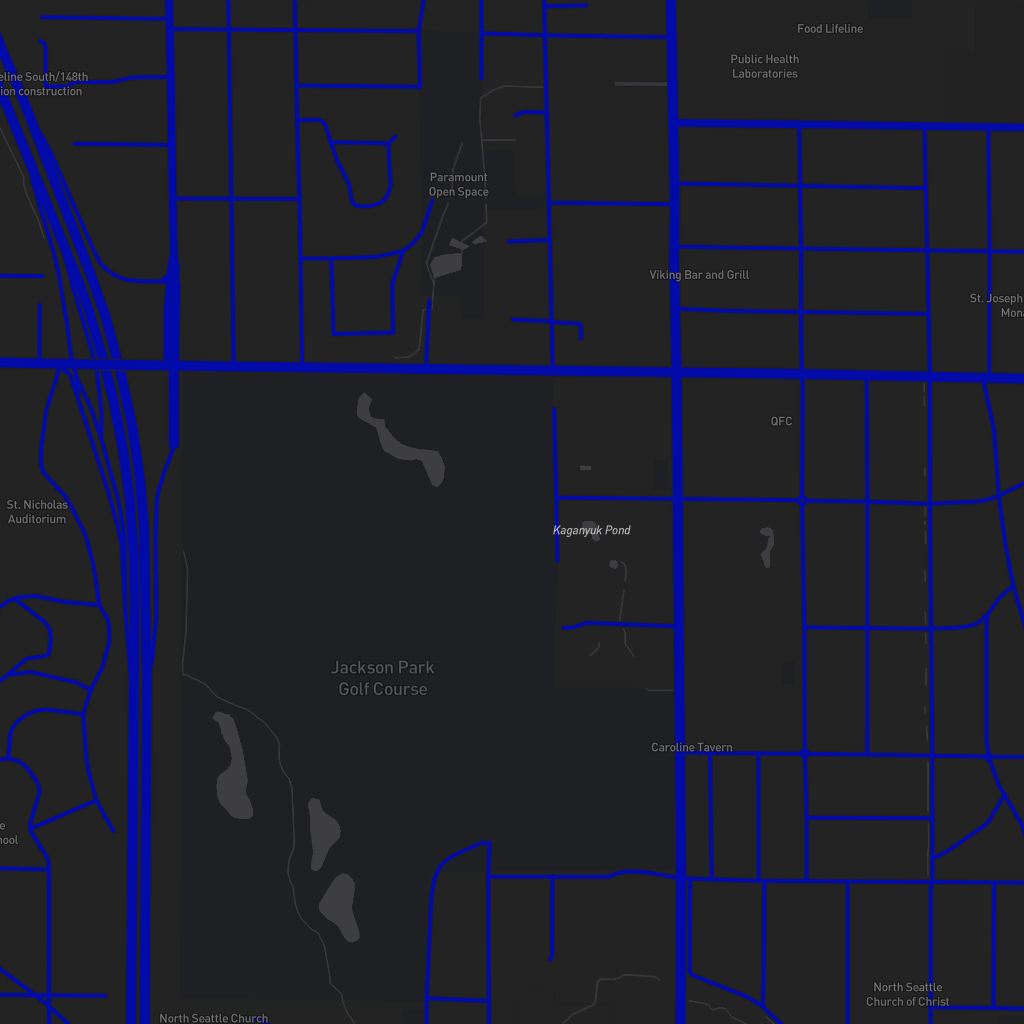 Food Lifeline
Public Health
Laboratories
eline South/148th
ion construction
Paramount
Open Space
Viking Bar and Grill
St. Joseph
Mona
QFC
St. Nicholas
Auditorium
Kaganyuk Pond
Jackson Park
Golf Course
Caroline Tavern
e
hool
North Seattle
Church of Christ
North Seattle Church